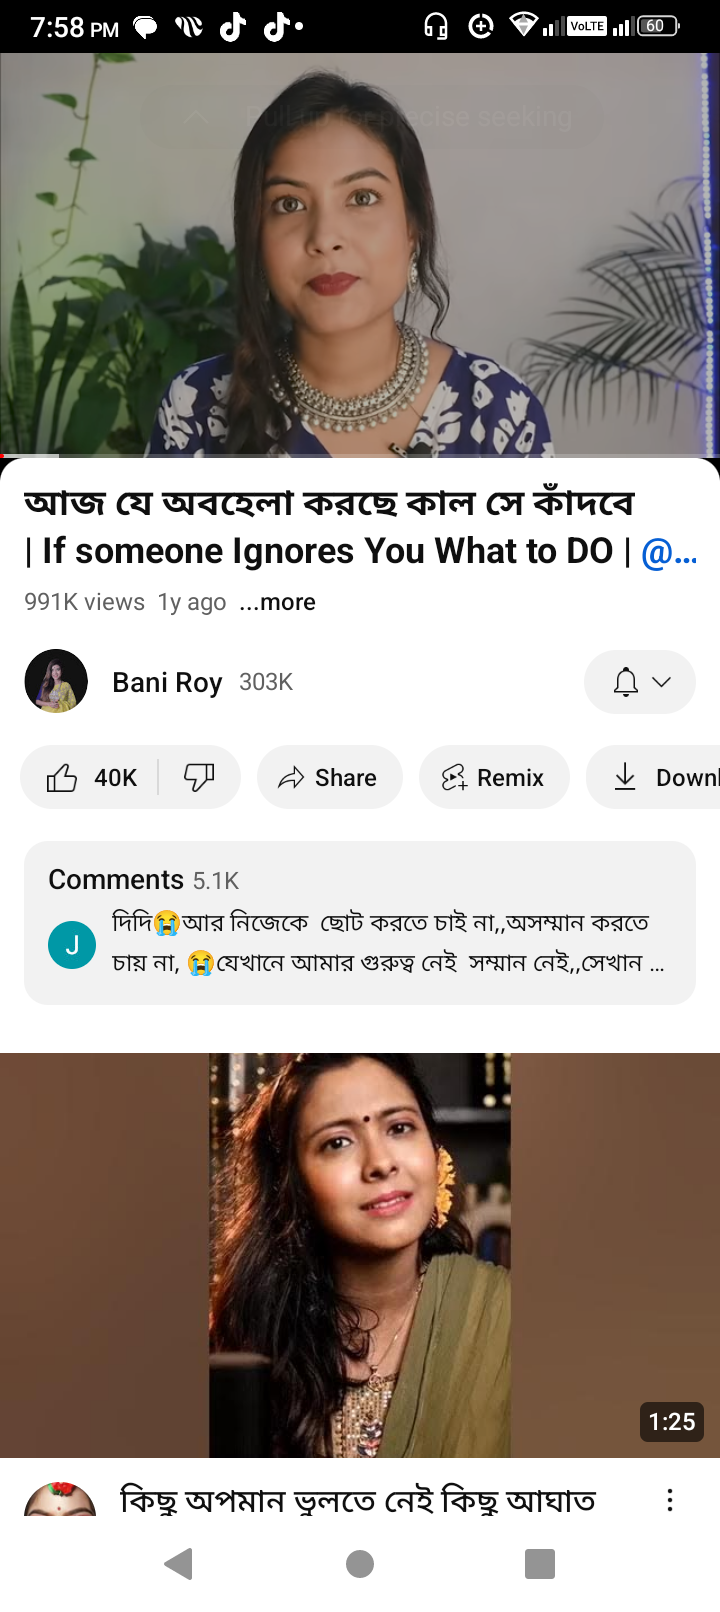 7:58 PM
VoLTE
60
Pull up for precise seeking
আজ যে অবহেলা করছে কাল সে কাঁদবে
| If someone Ignores You What to DO | @...
991K views 1y ago ...more
Bani Roy 303K
40K
Share
Remix
Downl
Comments 5.1K
J
দিদি😭আর নিজেকে ছোট করতে চাই না,,অসম্মান করতে
চায় না, 😭যেখানে আমার গুরুত্ব নেই সম্মান নেই,,সেখান ...
1:25
কিছু অপমান ভুলতে নেই কিছু আঘাত